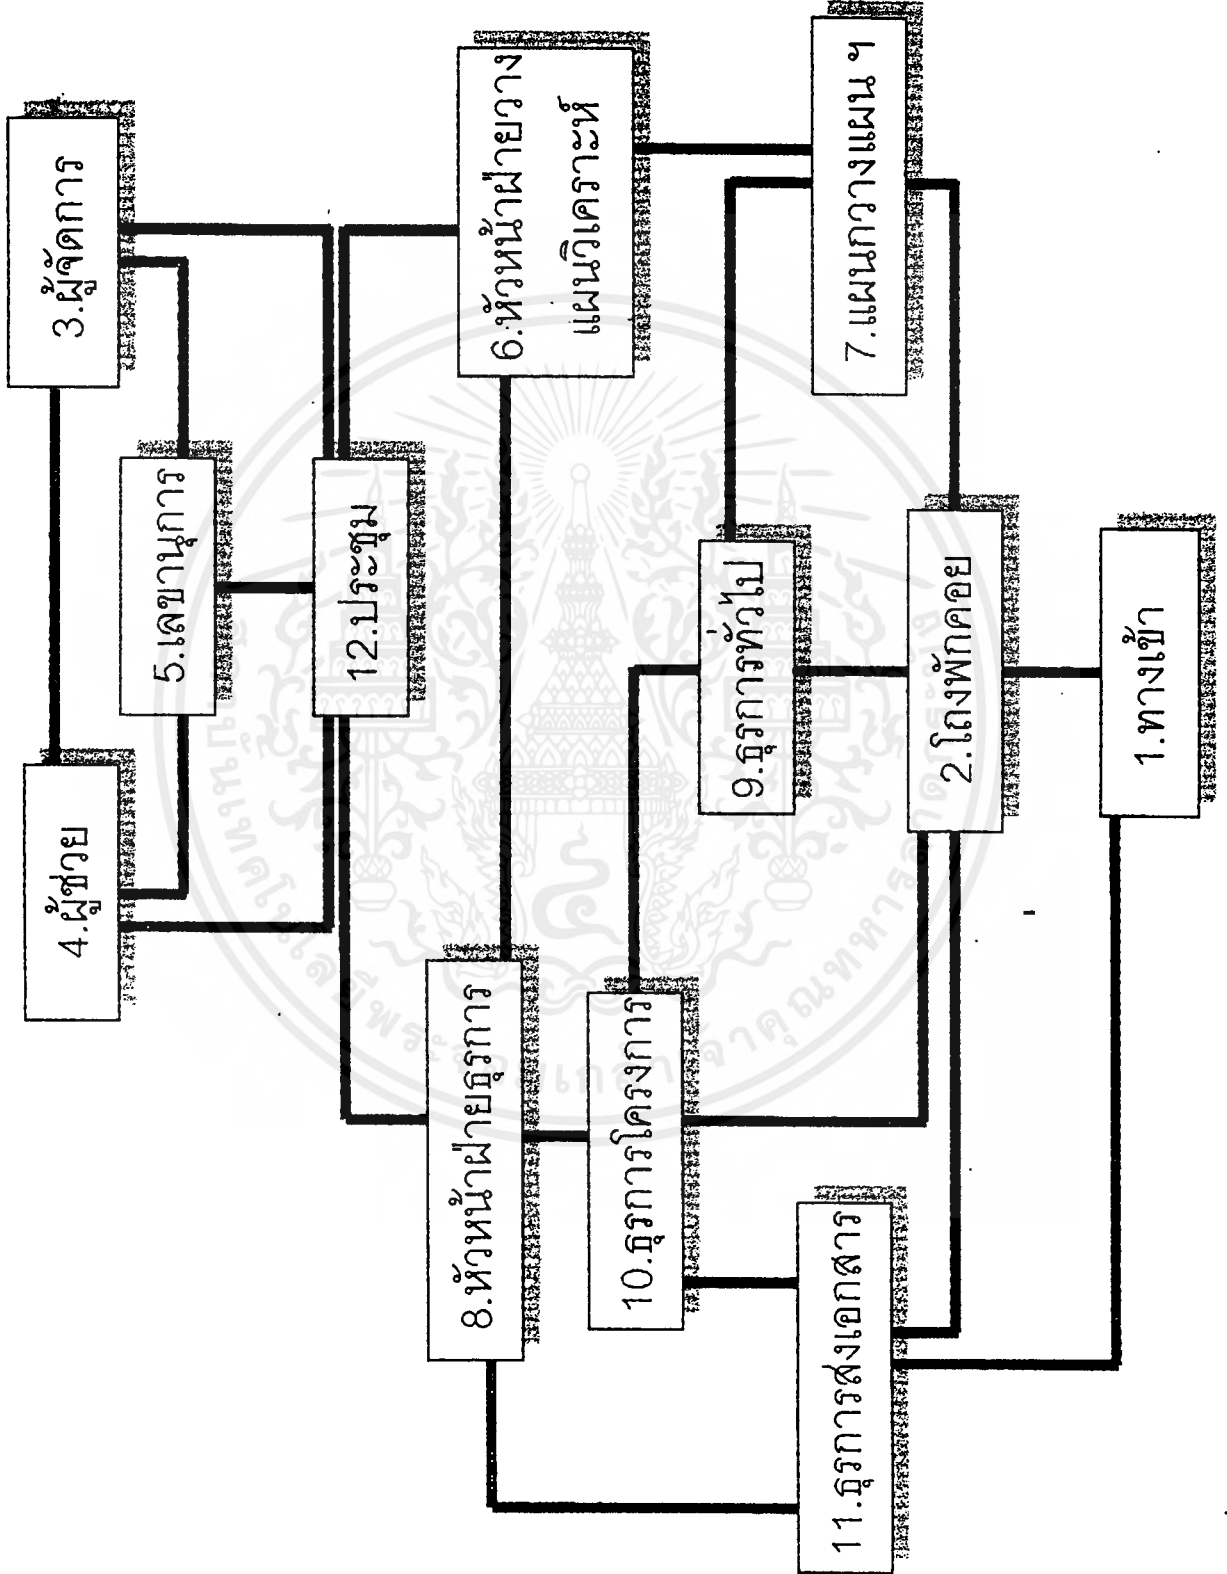 3.ผู้จัดการ
4.ผู้ช่วย
5.เลขานุการ
12.ประชุม
6.หัวหน้าฝ่ายวาง
แผนวิเคราะห์
8.หัวหน้าฝ่ายธุรการ
10.ธุรการโครงการ
9.ธุรการทั่วไป
7.แผนกวางแผน ฯ
11.ธุรการส่งเอกสาร
2.โถงพักคอย
1.ทางเข้า